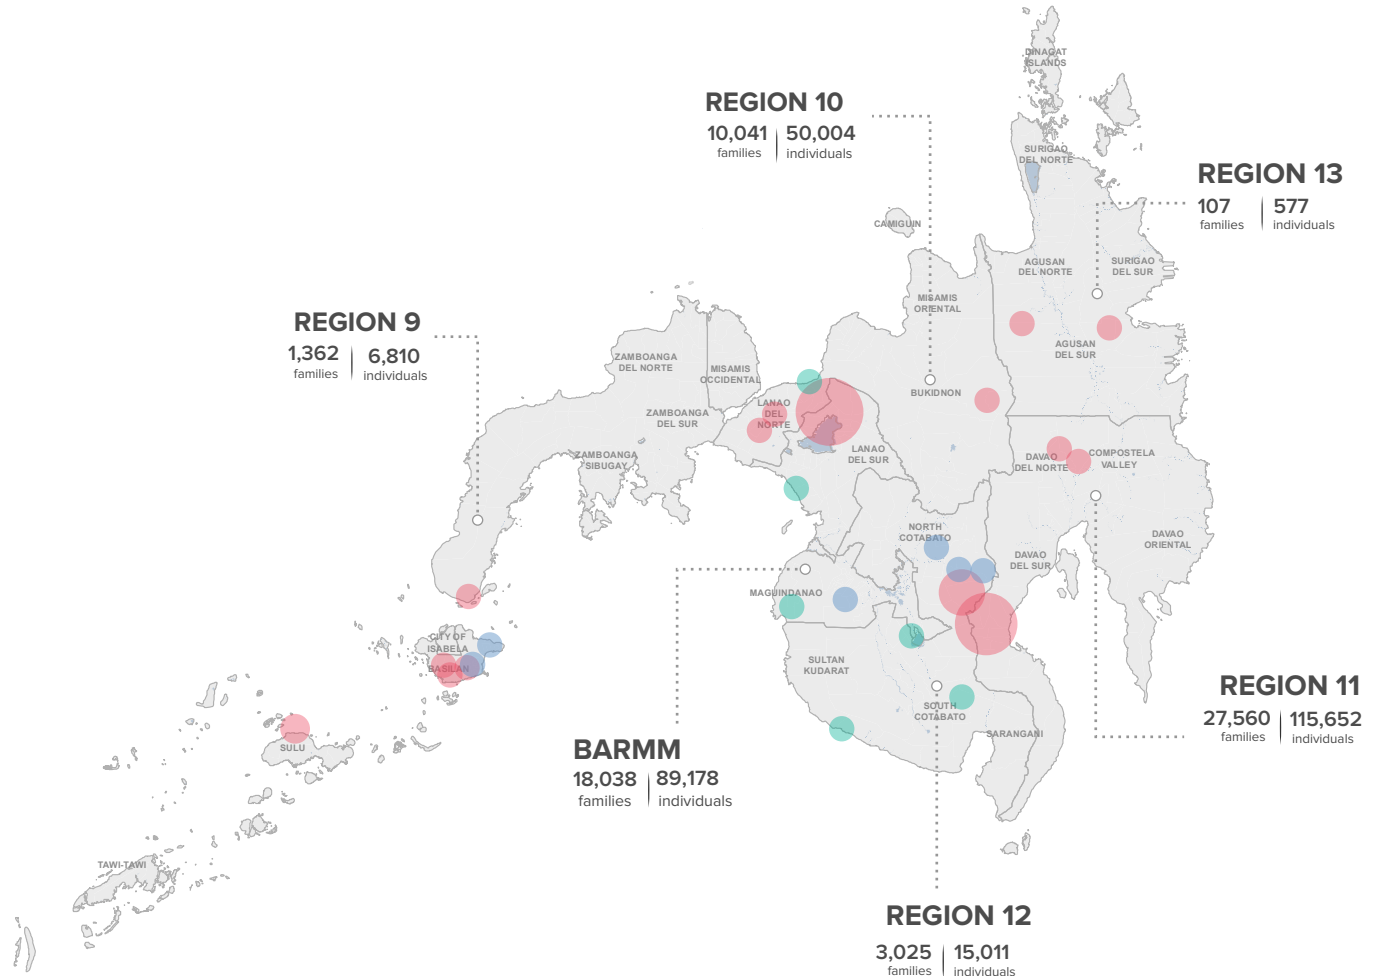 DINAGAT
ISLANDS
REGION 10
10,041 | 50,004
families individuals
SURIGAO
DEL NORTE
REGION 13
107 | 577
families individuals
CAMIGUIN
AGUSAN
DEL NORTE
SURIGAO
DEL SUR
MISAMIS
ORIENTAL
REGION 9
1,362 | 6,810
families individuals
ZAMBOANGA
DEL NORTE
MISAMIS
OCCIDENTAL
AGUSAN
DEL SUR
BUKIDNON
LANAO
DEL
NORTE
ZAMBOANGA
DEL SUR
ZAMBOANGA
SIBUGAY
LANAO
DEL SUR
DAVAO
DEL NORTE
COMPOSTELA
VALLEY
NORTH
COTABATO
DAVAO
ORIENTAL
DAVAO
DEL SUR
MAGUINDANAO
CITY OF
ISABELA
BASILAN
SULTAN
KUDARAT
REGION 11
27,560 | 115,652
families individuals
SOUTH
COTABATO
SARANGANI
SULU
BARMM
18,038 | 89,178
families individuals
TAWI-TAWI
REGION 12
3,025 | 15,011
families individuals